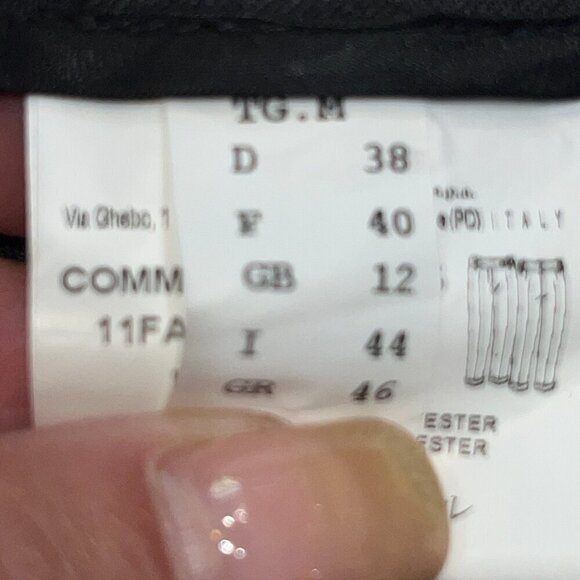 TG.M
D 38
F 40
GB 12
I 44
GR 46
Via Ghebo, 1
(PD) ITALY
COMM
11FA
ESTER
ESTER